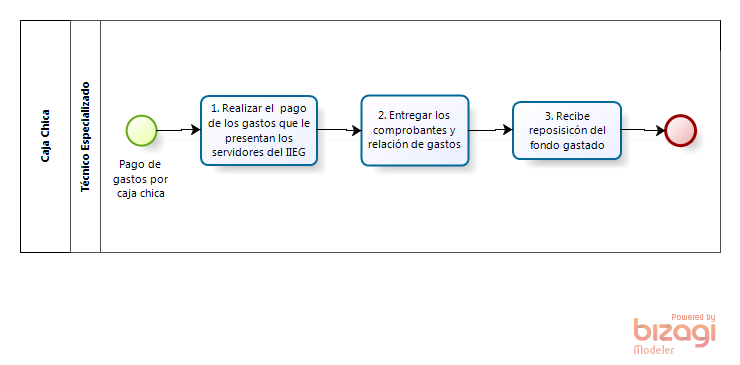 Caja Chica
Técnico Especializado
Pago de
gastos por
caja chica
1. Realizar el pago
de los gastos que le
presentan los
servidores del IIEG
2. Entregar los
comprobantes y
relación de gastos
3. Recibe
reposisicón del
fondo gastado
Powered by
bizagi
Modeler